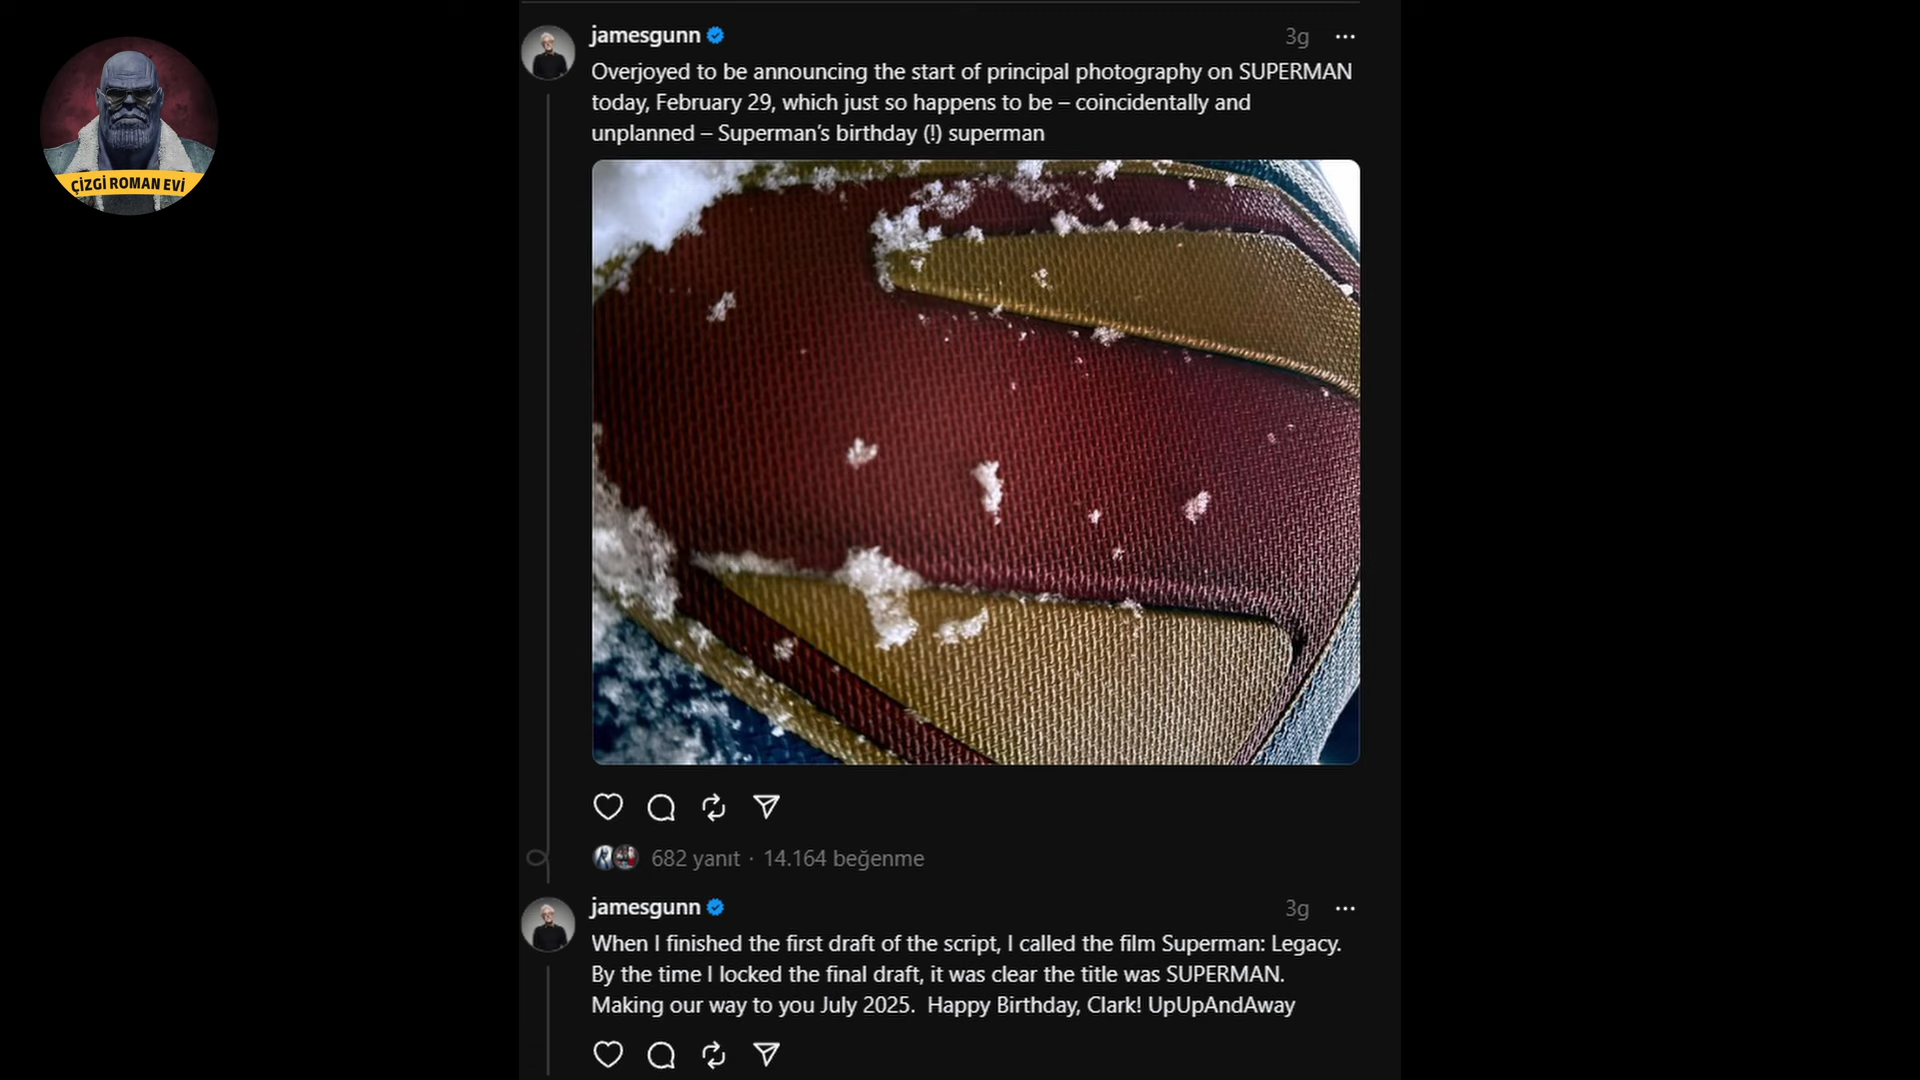 ÇİZGİ ROMAN EVİ
jamesgunn
3g
Overjoyed to be announcing the start of principal photography on SUPERMAN
today, February 29, which just so happens to be – coincidentally and
unplanned – Superman's birthday (!) superman
682 yanıt · 14.164 beğenme
jamesgunn
3g
When I finished the first draft of the script, I called the film Superman: Legacy.
By the time I locked the final draft, it was clear the title was SUPERMAN.
Making our way to you July 2025.  Happy Birthday, Clark! UpUpAndAway